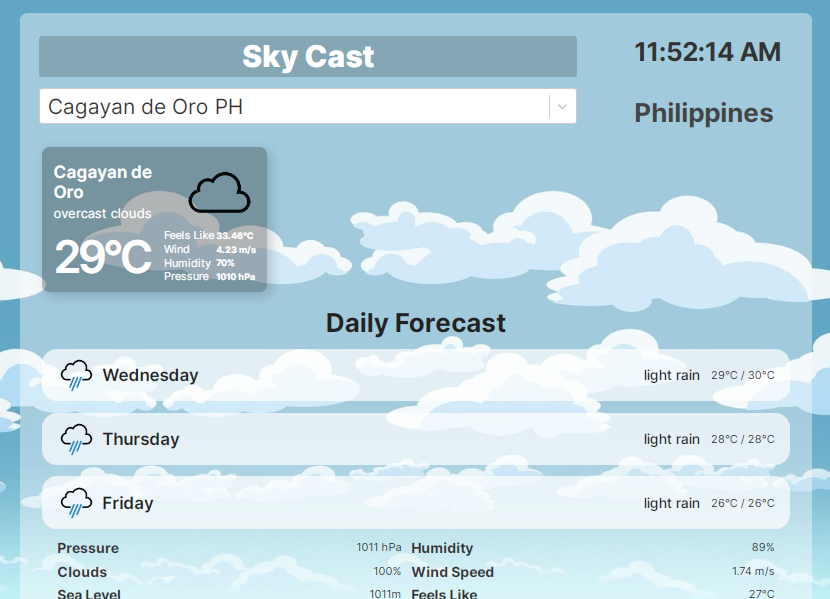 Sky Cast
11:52:14 AM
Cagayan de Oro PH
Philippines
Cagayan de
Oro
overcast clouds
29°C
Feels Like 33.46°C
Wind 4.23 m/s
Humidity 70%
Pressure 1010 hPa
Daily Forecast
Wednesday light rain 29°C / 30°C
Thursday light rain 28°C / 28°C
Friday light rain 26°C / 26°C
Pressure 1011 hPa Humidity 89%
Clouds 100% Wind Speed 1.74 m/s
Sea Level 1011m Feels Like 27°C